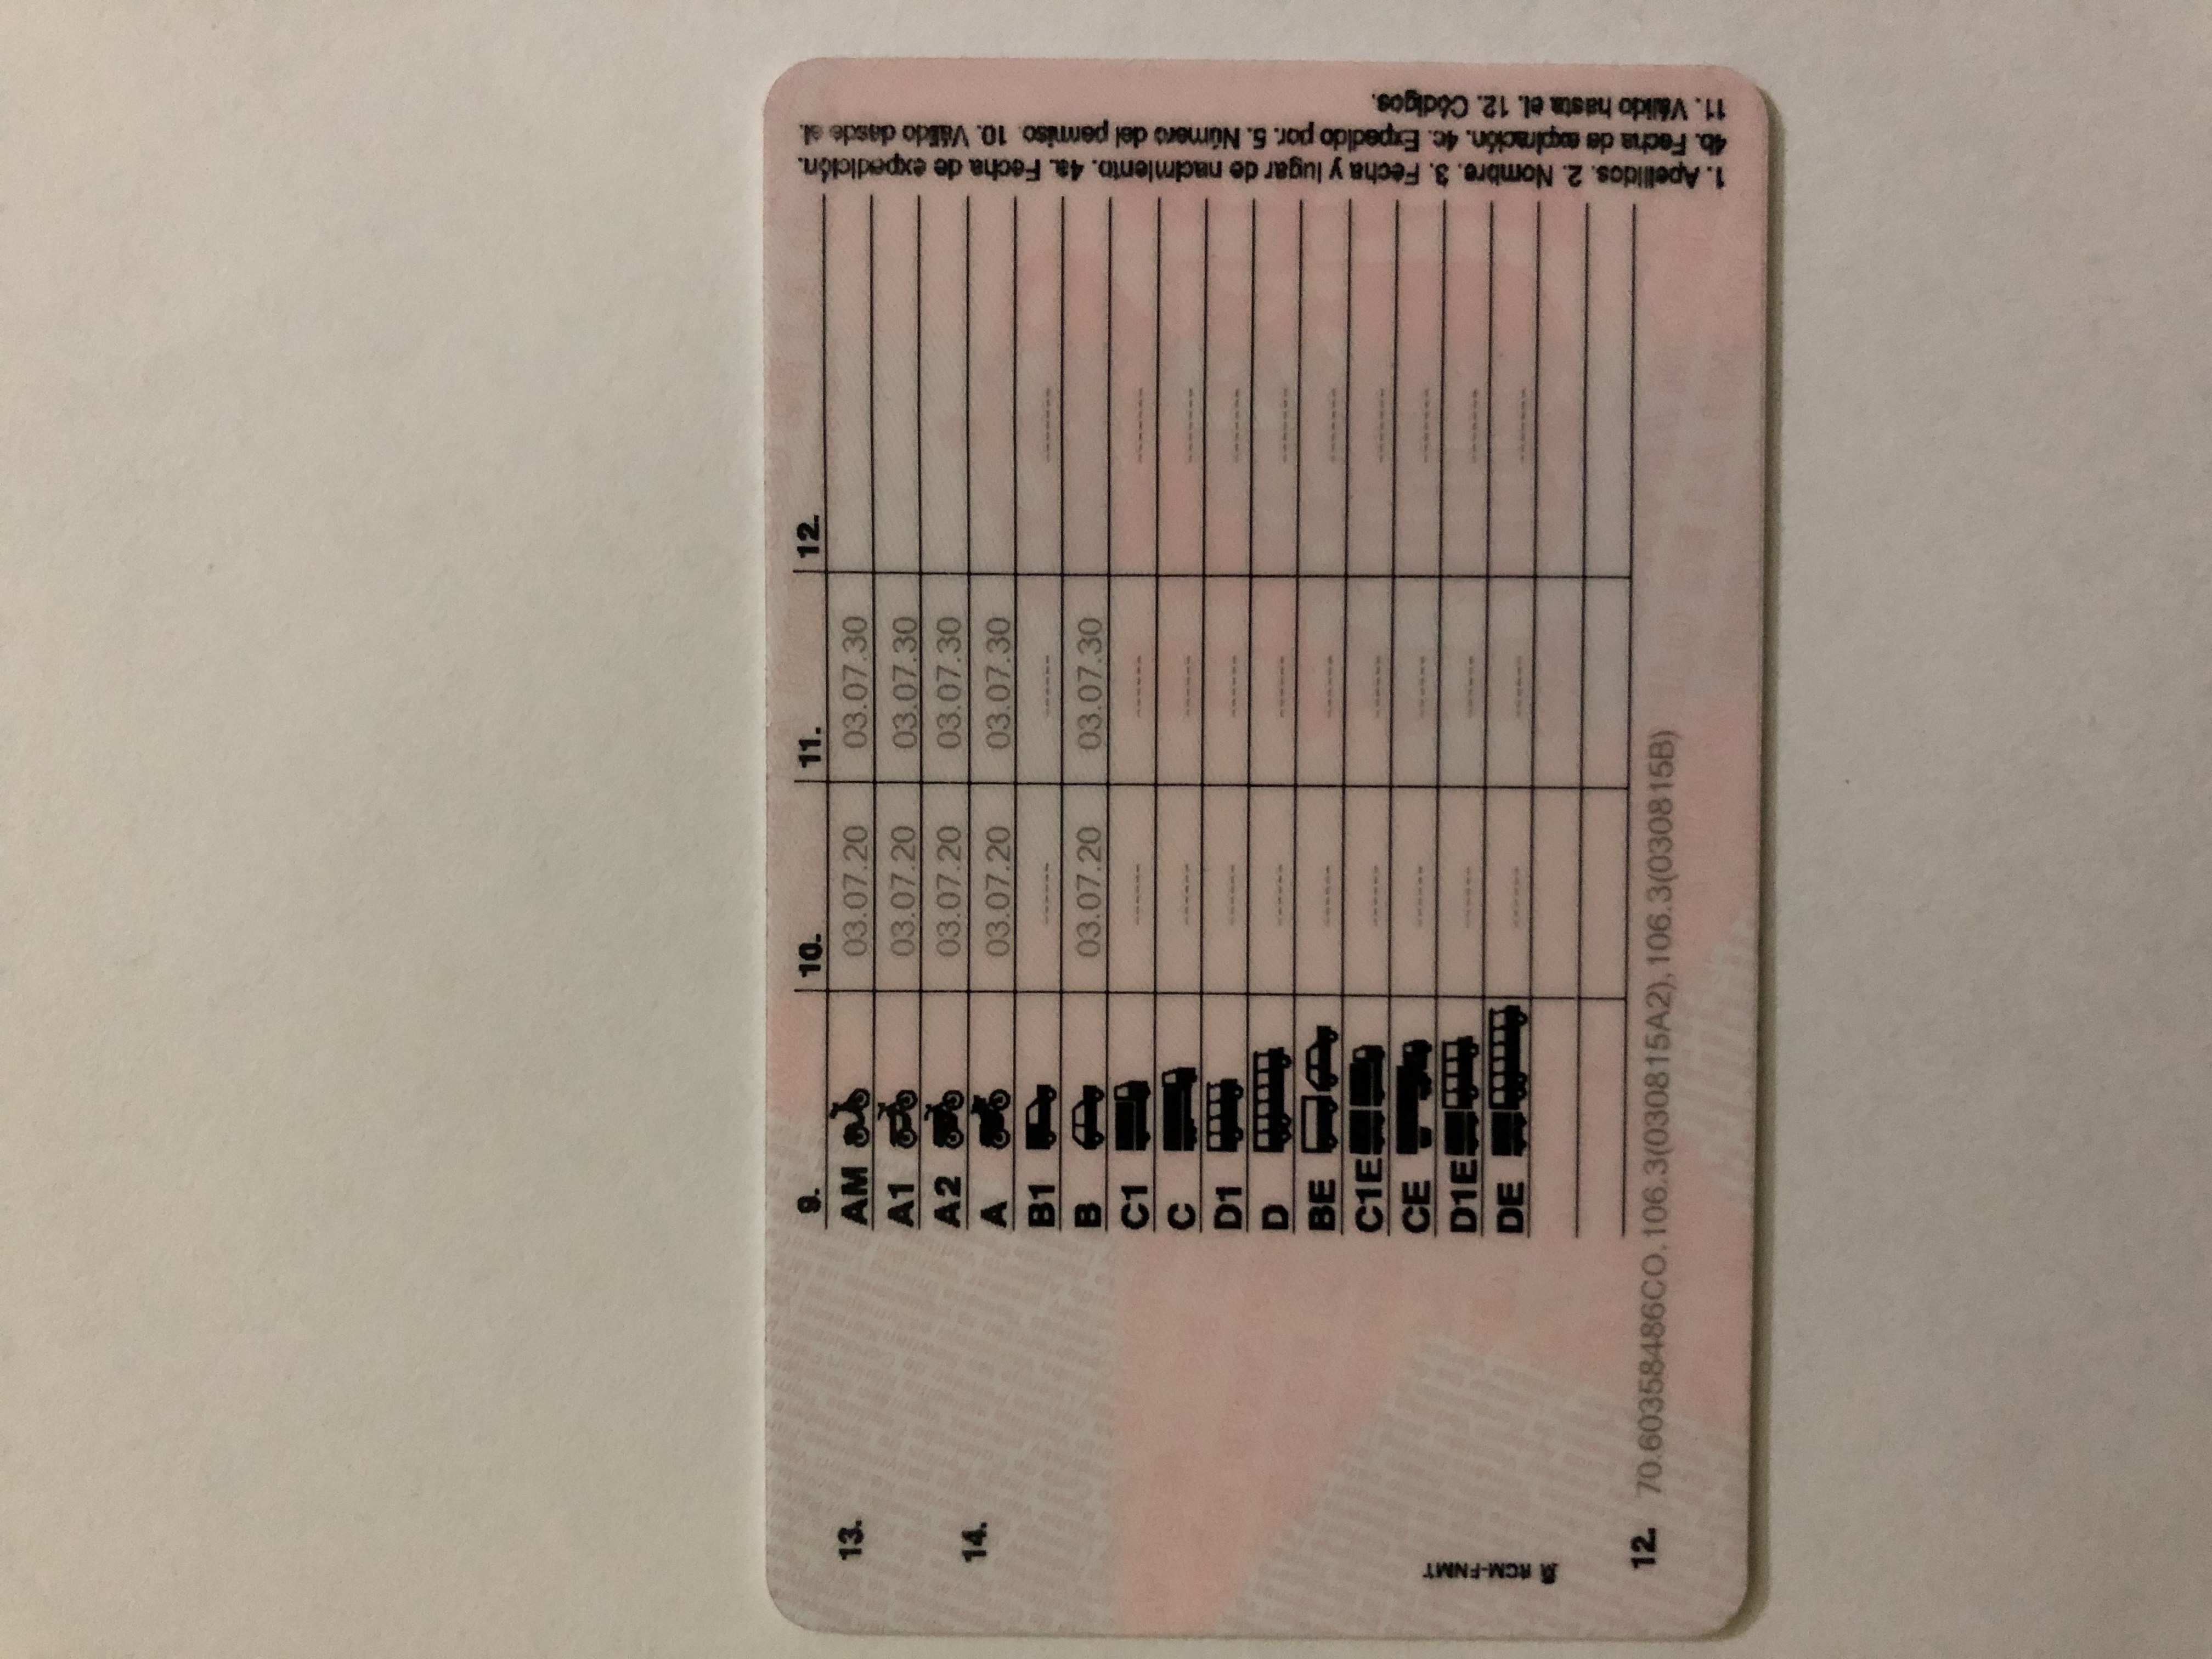 13.
14.
9. 10. 11. 12.
AM 03.07.20 03.07.30
A1 03.07.20 03.07.30
A2 03.07.20 03.07.30
A 03.07.20 03.07.30
B1 ------ ------ -------
B 03.07.20 03.07.30
C1 ------ ------ -------
C ------ ------ -------
D1 ------ ------ -------
D ------ ------ -------
BE ------ ------ -------
C1E ------ ------ -------
CE ------ ------ -------
D1E ------ ------ -------
DE ------ ------ -------
RCM-FNMT
12. 70.60358486CO.106.3(030815A2),106.3(030815B)
1. Apellidos. 2. Nombre. 3. Fecha y lugar de nacimiento. 4a. Fecha de expedición.
4b. Fecha de expiración. 4c. Expedido por. 5. Número del permiso. 10. Válido desde el.
11. Válido hasta el. 12. Códigos.